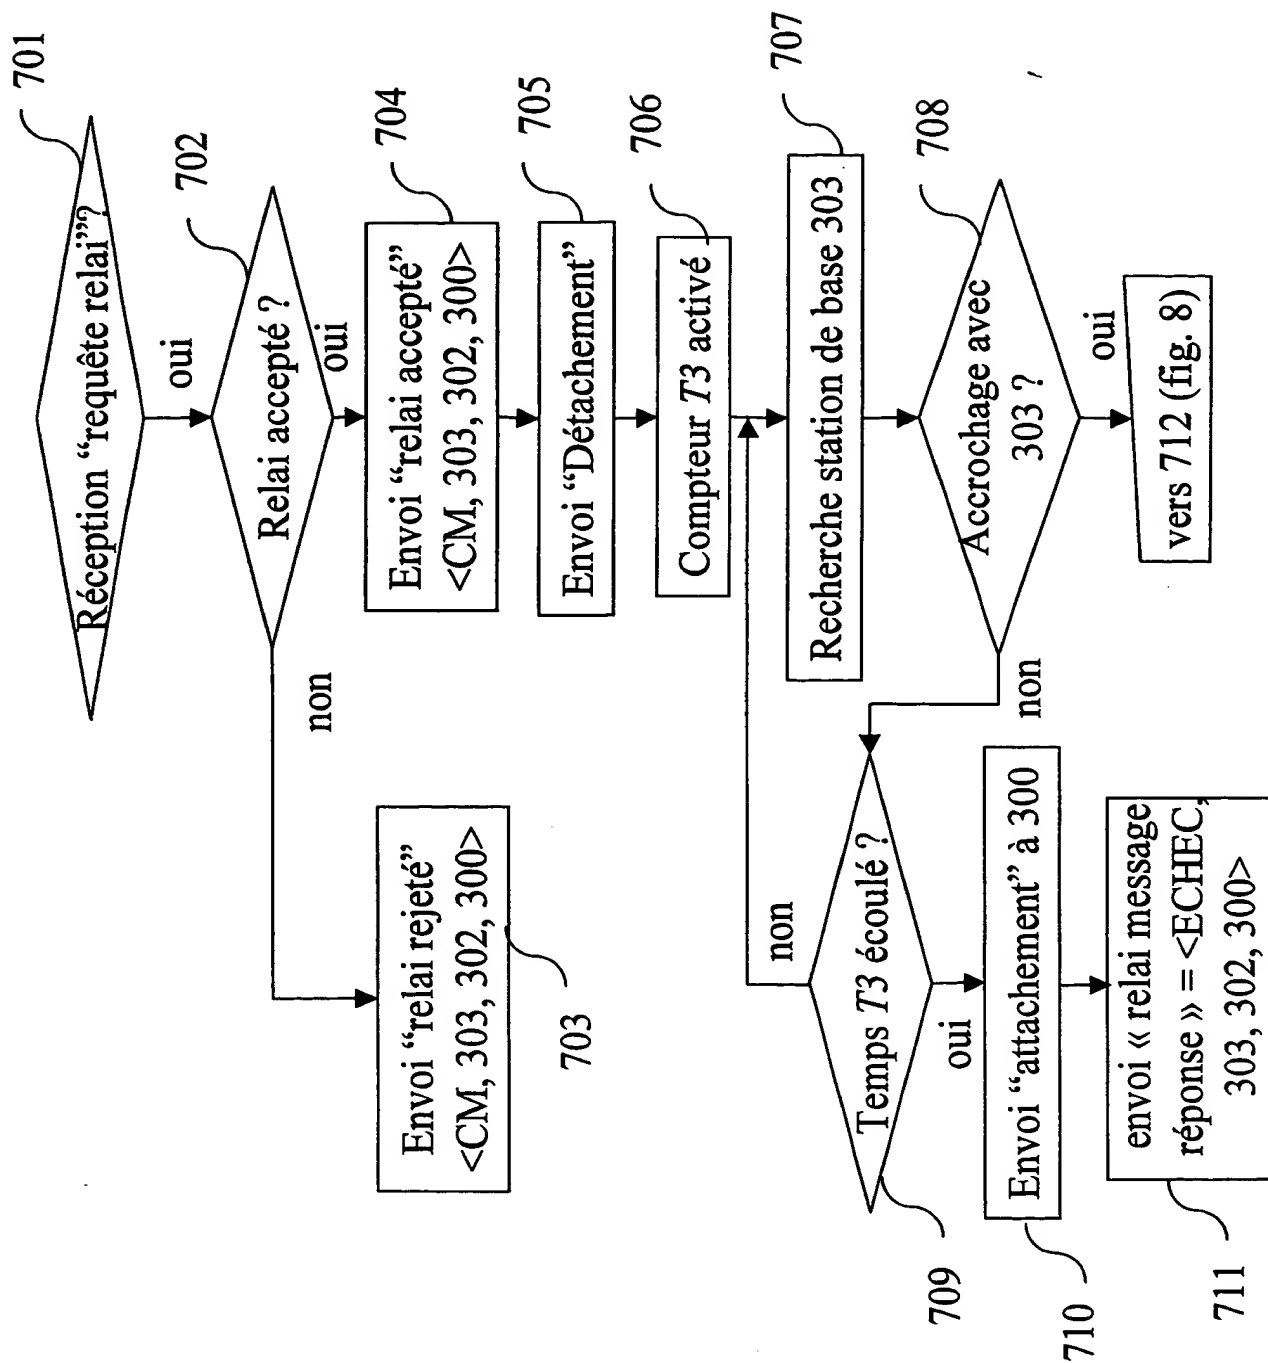 701
Réception “requête relai”?
oui
702
Relai accepté ?
oui
non
704
Envoi “relai accepté”
<CM, 303, 302, 300>
Envoi “relai rejeté”
<CM, 303, 302, 300>
703
705
Envoi “Détachement”
706
Compteur T3 activé
707
Recherche station de base 303
708
Accrochage avec
303 ?
oui
non
vers 712 (fig. 8)
non
Temps T3 écoulé ?
709
oui
Envoi “attachement” à 300
710
envoi « relai message
réponse » = <ECHEC,
303, 302, 300>
711